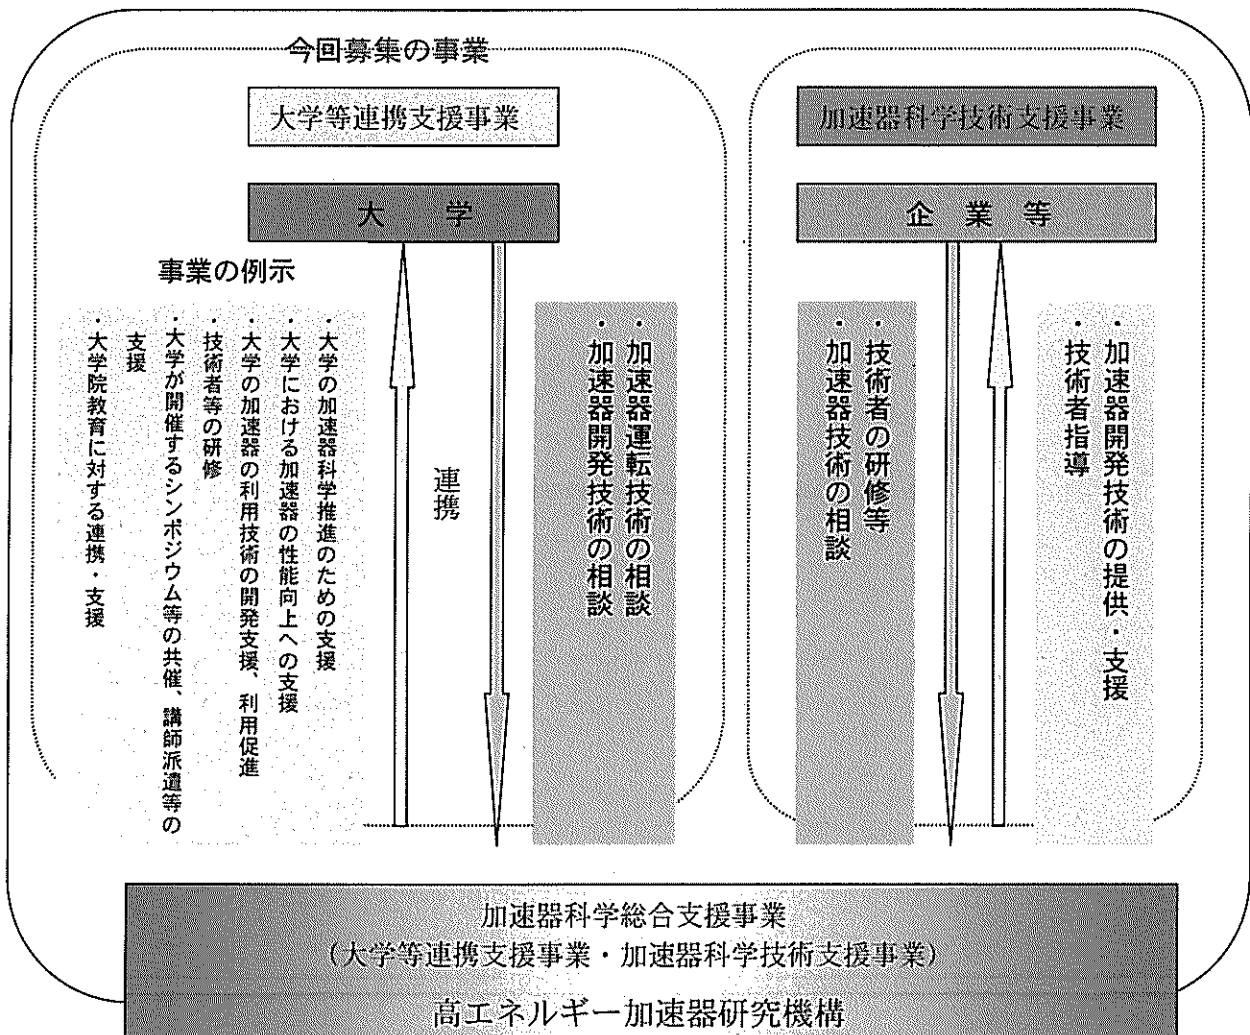 今回募集の事業
大学等連携支援事業
大　学
事業の例示
・大学の加速器科学推進のための支援
・大学における加速器の性能向上への支援
・大学の加速器の利用技術の開発支援、利用促進
・技術者等の研修
・大学が開催するシンポジウム等の共催、講師派遣等の
支援
・大学院教育に対する連携・支援
連携
・加速器運転技術の相談
・加速器開発技術の相談
加速器科学技術支援事業
企　業　等
・技術者の研修等
・加速器技術の相談
・加速器開発技術の提供・支援
・技術者指導
加速器科学総合支援事業
（大学等連携支援事業・加速器科学技術支援事業）
高エネルギー加速器研究機構